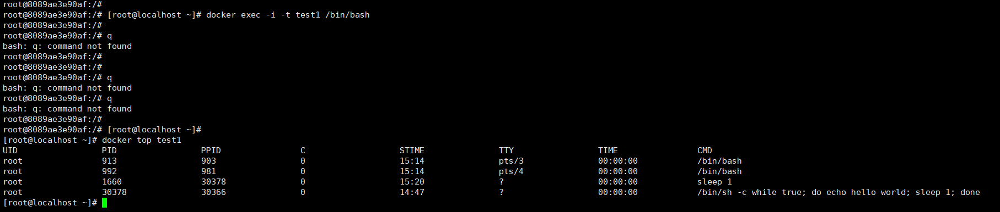 root@8089ae3e90af:/#
root@8089ae3e90af:/# [root@localhost ~]# docker exec -i -t test1 /bin/bash
root@8089ae3e90af:/#
root@8089ae3e90af:/# q
bash: q: command not found
root@8089ae3e90af:/#
root@8089ae3e90af:/#
root@8089ae3e90af:/# q
bash: q: command not found
root@8089ae3e90af:/# q
bash: q: command not found
root@8089ae3e90af:/#
root@8089ae3e90af:/# [root@localhost ~]#
[root@localhost ~]# docker top test1
UID PID PPID C STIME TTY TIME CMD
root 913 903 0 15:14 pts/3 00:00:00 /bin/bash
root 992 981 0 15:14 pts/4 00:00:00 /bin/bash
root 1660 30378 0 15:20 ? 00:00:00 sleep 1
root 30378 30366 0 14:47 ? 00:00:00 /bin/sh -c while true; do echo hello world; sleep 1; done
[root@localhost ~]#